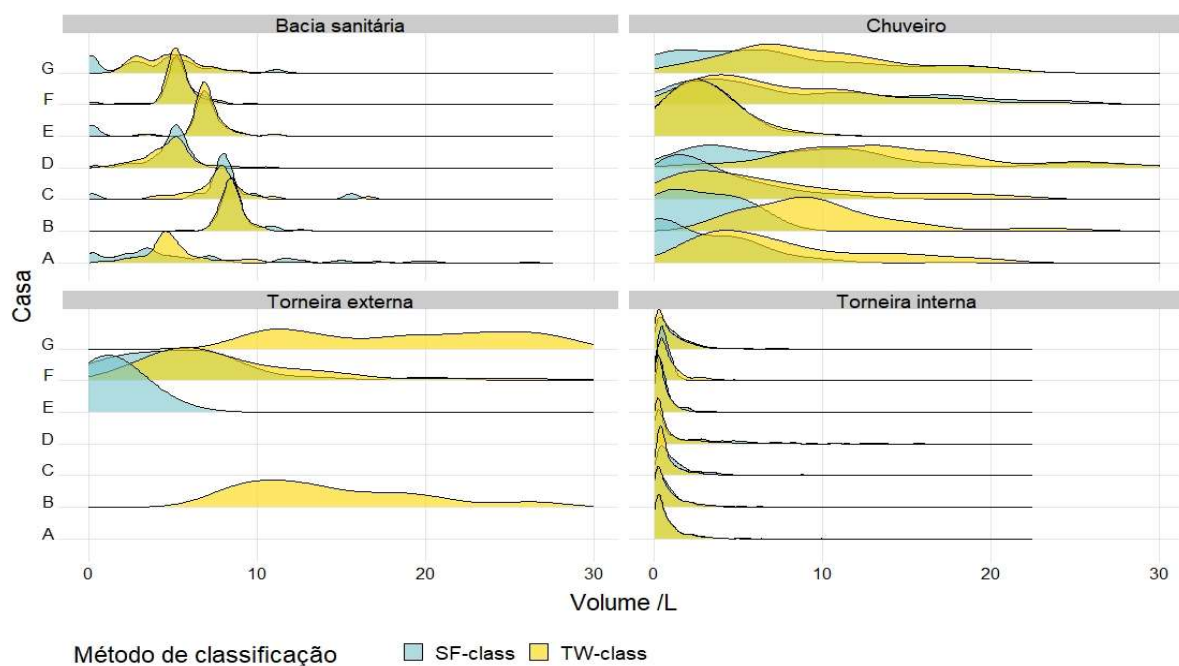 Bacia sanitária
Chuveiro
G
F
E
D
C
B
A
Casa
Torneira externa
Torneira interna
G
F
E
D
C
B
A
0 10 20 30
0 10 20 30
Volume /L
Método de classificação SF-class TW-class